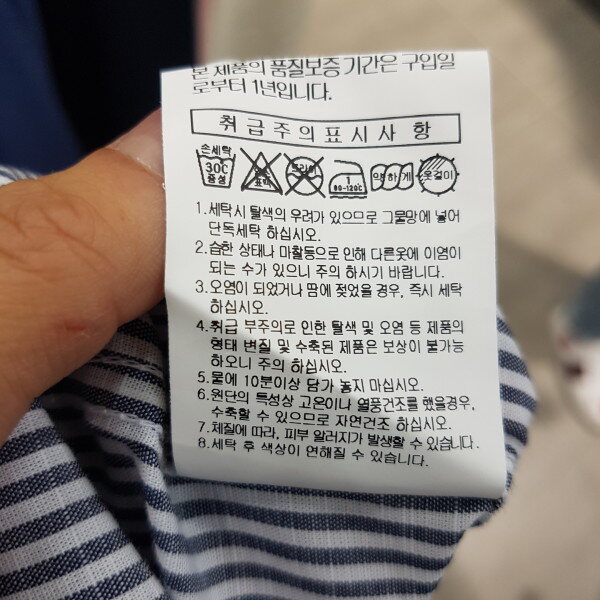 본 제품의 품질보증 기간은 구입일
로부터 1년입니다.
취급주의표시사항
손세탁
30℃
중성
표백
드라이
1
80-120℃
약하게
옷걸이
1.세탁시 탈색의 우려가 있으므로 그물망에 넣어
단독세탁 하십시오.
2.습한 상태나 마찰등으로 인해 다른옷에 이염이
되는 수가 있으니 주의 하시기 바랍니다.
3.오염이 되었거나 땀에 젖었을 경우, 즉시 세탁
하십시오.
4.취급 부주의로 인한 탈색 및 오염 등 제품의
형태 변질 및 수축된 제품은 보상이 불가능
하오니 주의 하십시오.
5.물에 10분이상 담가 놓지 마십시오.
6.원단의 특성상 고온이나 열풍건조를 했을경우,
수축할 수 있으므로 자연건조 하십시오.
7.체질에 따라, 피부 알러지가 발생할 수 있습니다.
8.세탁 후 색상이 연해질 수 있습니다.